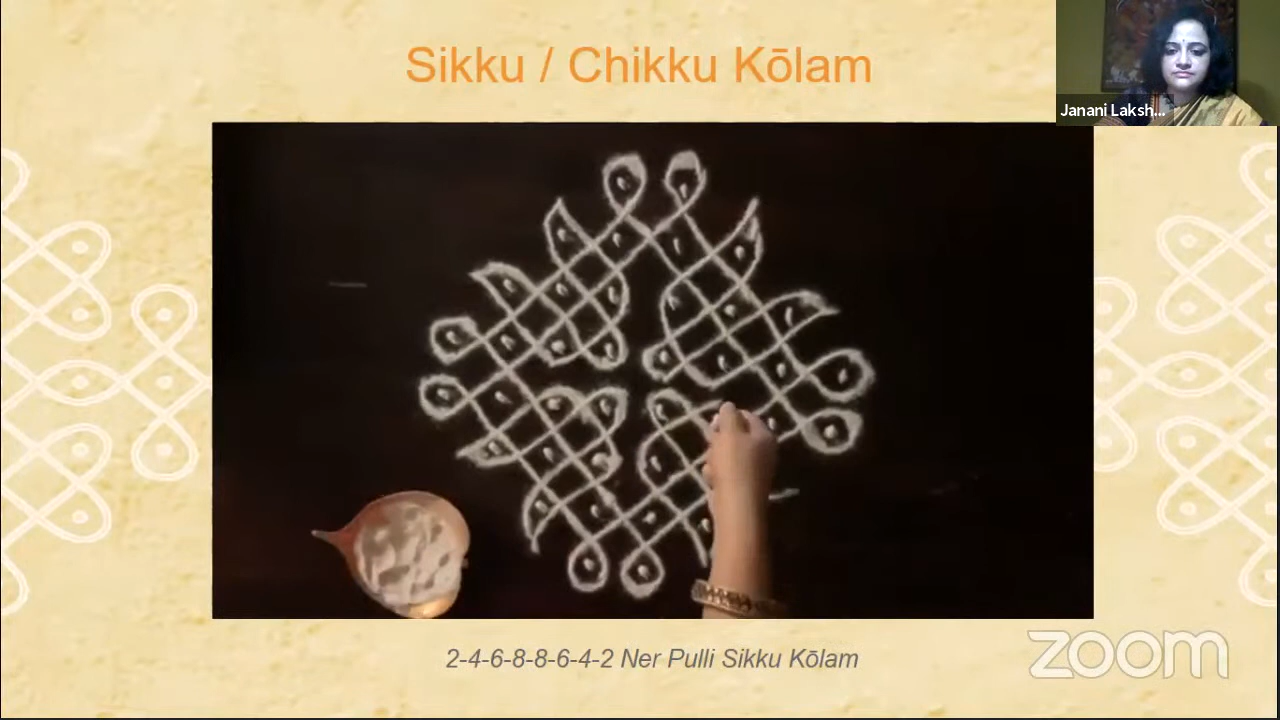 Sikku / Chikku Kōlam
Janani Laksh...
2-4-6-8-8-6-4-2 Ner Pulli Sikku Kōlam
zoom